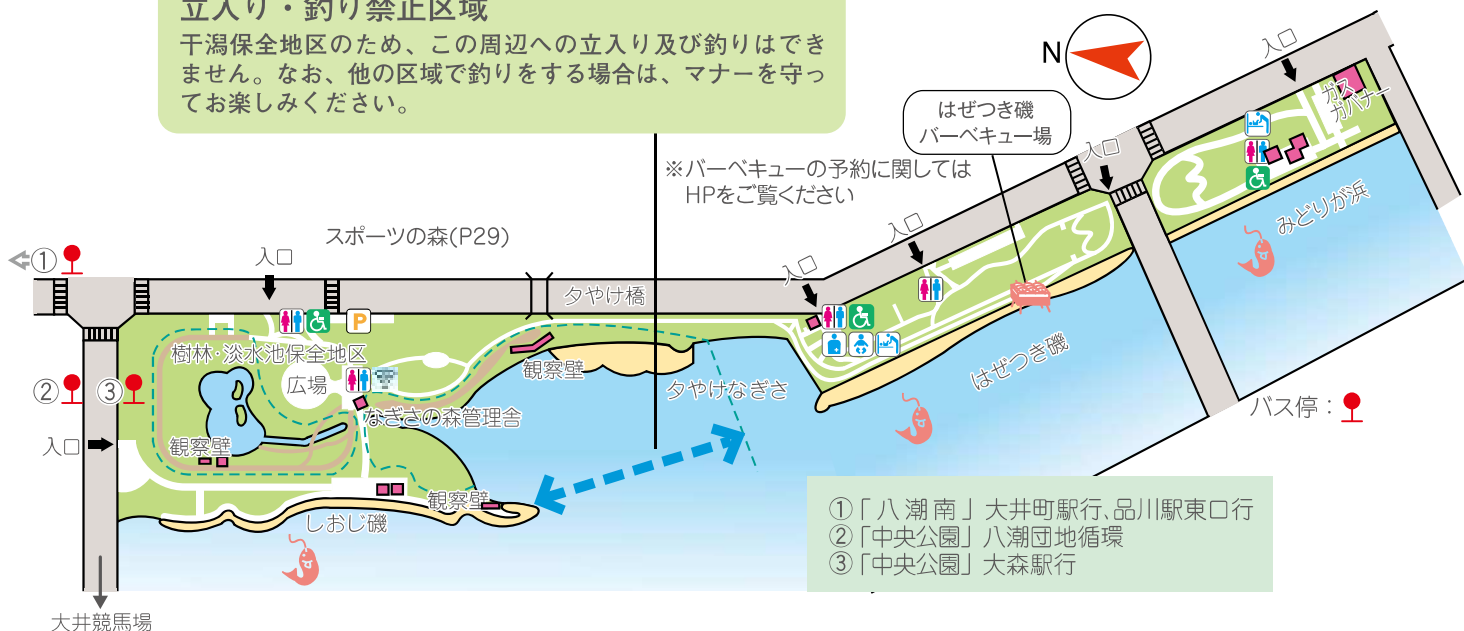 立入り・釣り禁止区域
干潟保全地区のため、この周辺への立入り及び釣りはでき
ません。なお、他の区域で釣りをする場合は、マナーを守っ
てお楽しみください。
N
入口
ガス
ガバナー
はぜつき磯
バーベキュー場
入口
※バーベキューの予約に関しては
HPをご覧ください
みどりが浜
スポーツの森(P29)
入口
①
入口
入口
夕やけ橋
P
樹林・淡水池保全地区
広場
観察壁
夕やけなぎさ
はぜつき磯
②
③
なぎさの森管理舎
バス停：
入口
観察壁
観察壁
しおじ磯
①「八潮南」大井町駅行、品川駅東口行
②「中央公園」八潮団地循環
③「中央公園」大森駅行
大井競馬場